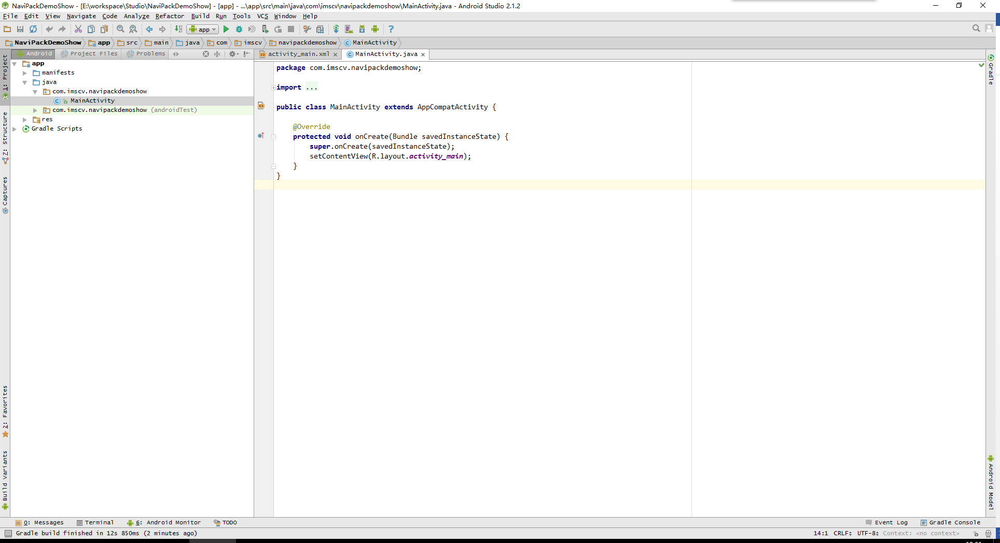 NaviPackDemoShow - [E:\workspace\Studio\NaviPackDemoShow] - [app] - ...\app\src\main\java\com\imscv\navipackdemoshow\MainActivity.java - Android Studio 2.1.2
File Edit View Navigate Code Analyze Refactor Build Run Tools VCS Window Help
app
NaviPackDemoShow app src main java com imscv navipackdemoshow MainActivity
Android Project Files Problems
activity_main.xml MainActivity.java
1: Project
Z: Structure
Captures
2: Favorites
Build Variants
app
manifests
java
com.imscv.navipackdemoshow
MainActivity
com.imscv.navipackdemoshow (androidTest)
res
Gradle Scripts
package com.imscv.navipackdemoshow;
import ...
public class MainActivity extends AppCompatActivity {
@Override
protected void onCreate(Bundle savedInstanceState) {
super.onCreate(savedInstanceState);
setContentView(R.layout.activity_main);
}
}
Gradle
Android Model
0: Messages Terminal 6: Android Monitor TODO Event Log Gradle Console
Gradle build finished in 12s 850ms (2 minutes ago) 14:1 CRLF UTF-8 Context: <no context>